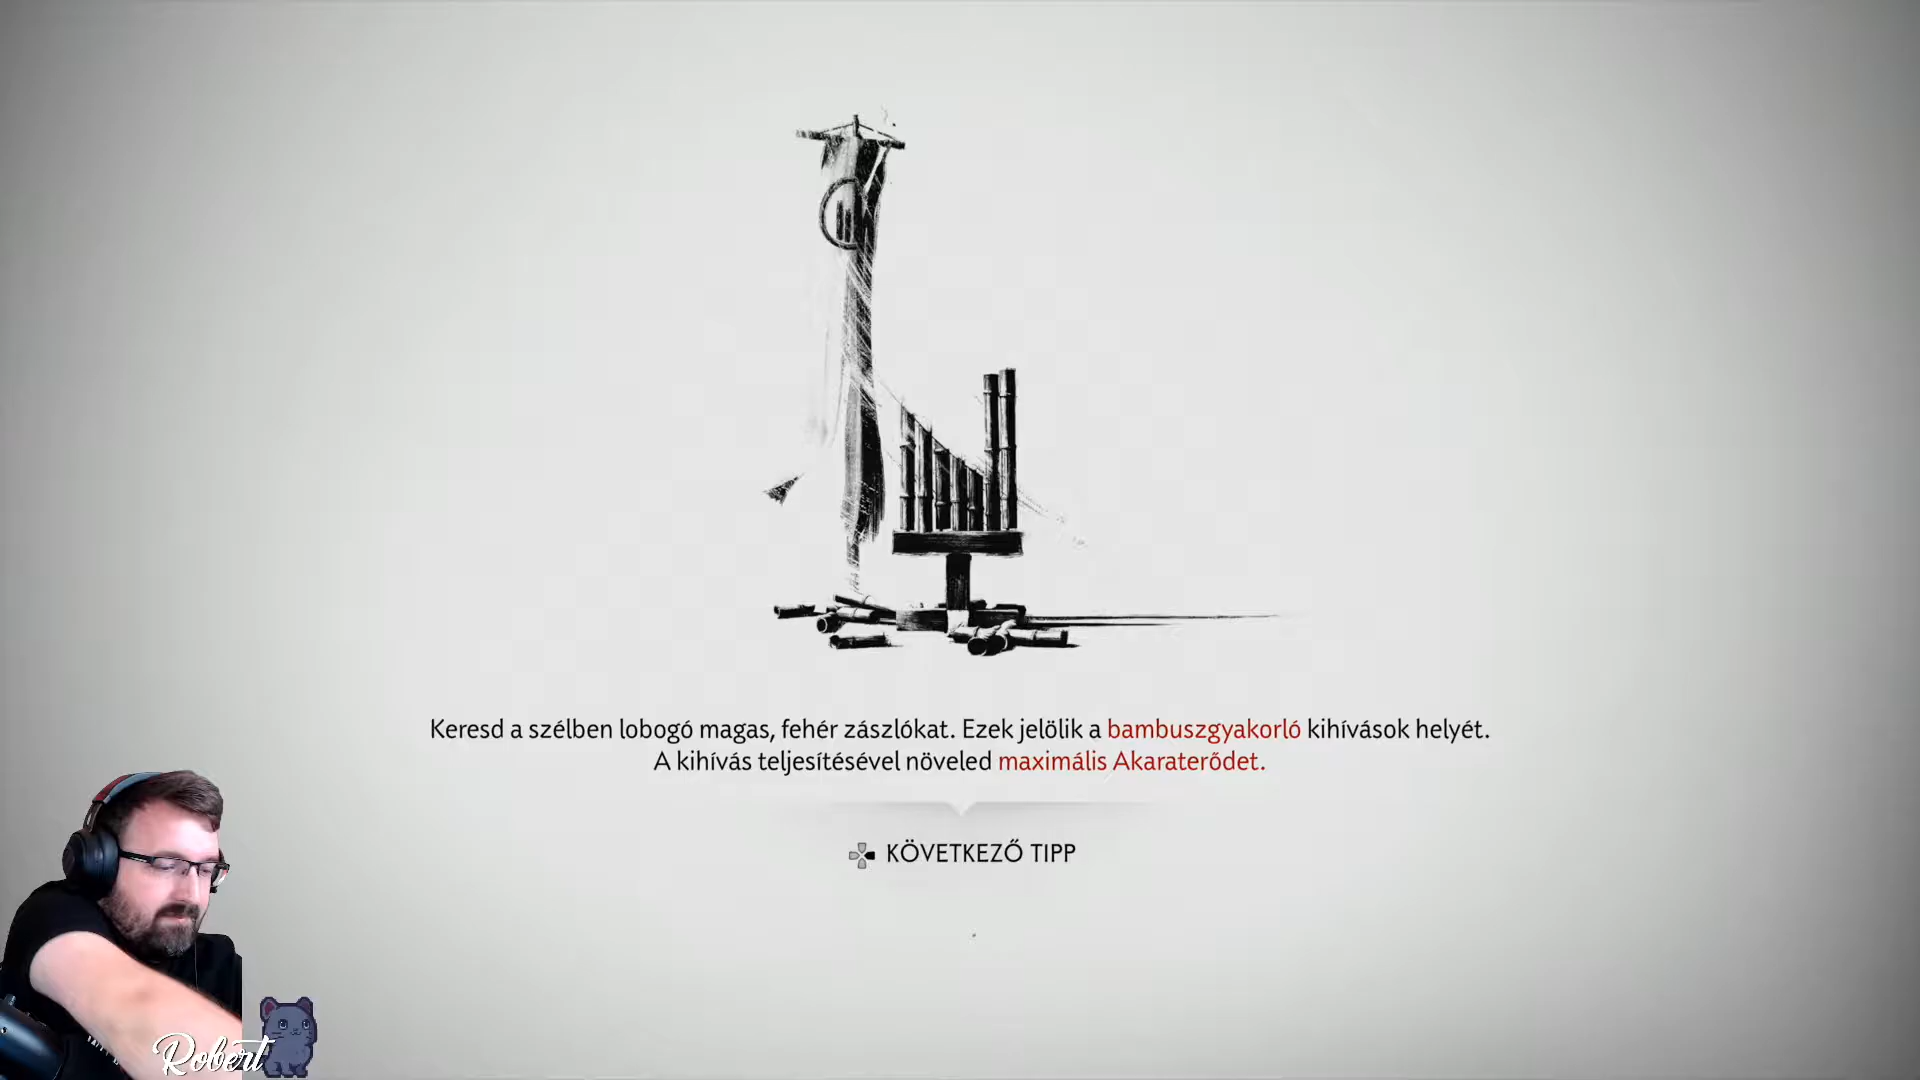 Keresd a szélben lobogó magas, fehér zászlókat. Ezek jelölik a bambuszgyakorló kihívások helyét.
A kihívás teljesítésével növeled maximális Akaraterődet.
KÖVETKEZŐ TIPP
Robert